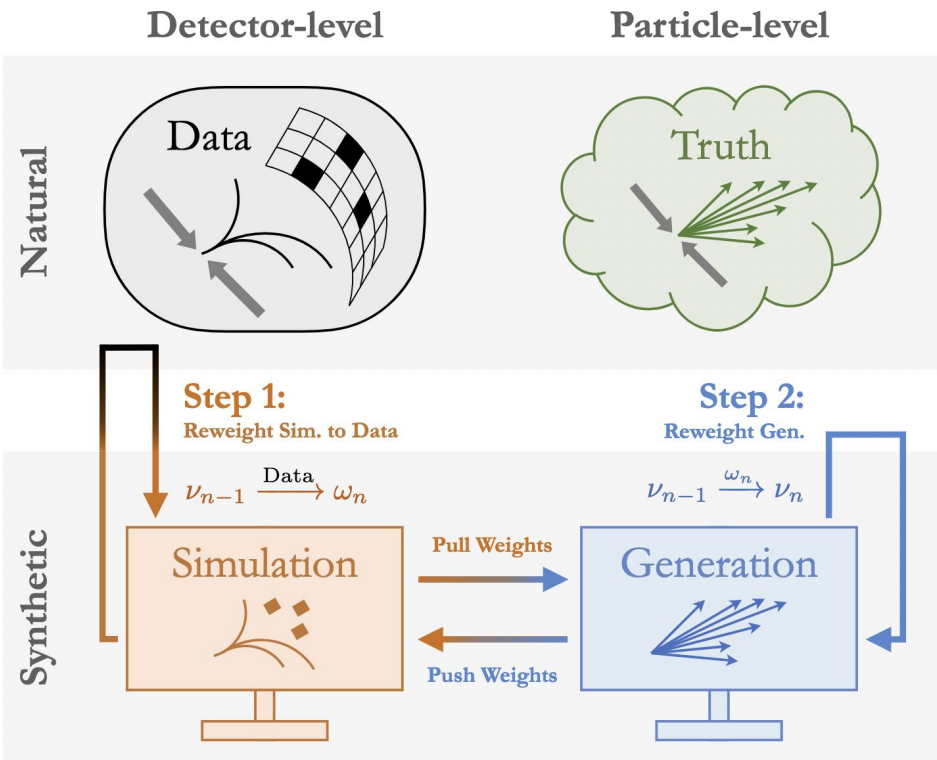 Detector-level
Particle-level
Natural
Data
Truth
Step 1:
Reweight Sim. to Data
Step 2:
Reweight Gen.
Synthetic
νₙ₋₁ —Data→ ωₙ
νₙ₋₁ —ωₙ→ νₙ
Simulation
Pull Weights
Push Weights
Generation